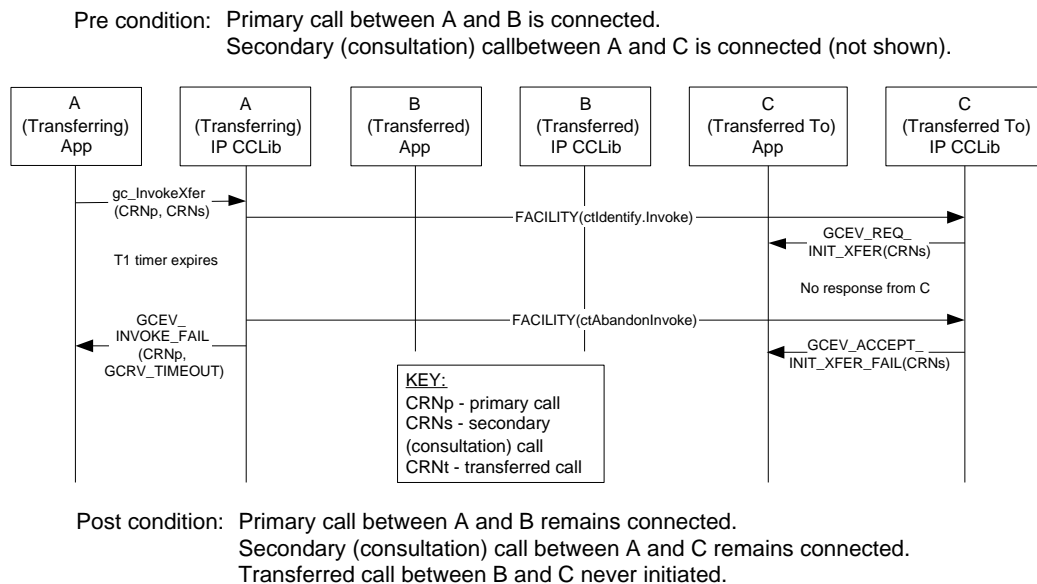 Pre condition: Primary call between A and B is connected.
Secondary (consultation) callbetween A and C is connected (not shown).
A
(Transferring)
App
A
(Transferring)
IP CCLib
B
(Transferred)
App
B
(Transferred)
IP CCLib
C
(Transferred To)
App
C
(Transferred To)
IP CCLib
gc_InvokeXfer
(CRNp, CRNs)
FACILITY(ctIdentify.Invoke)
GCEV_REQ_
INIT_XFER(CRNs)
T1 timer expires
No response from C
GCEV_
INVOKE_FAIL
(CRNp,
GCRV_TIMEOUT)
FACILITY(ctAbandonInvoke)
GCEV_ACCEPT_
INIT_XFER_FAIL(CRNs)
KEY:
CRNp - primary call
CRNs - secondary
(consultation) call
CRNt - transferred call
Post condition: Primary call between A and B remains connected.
Secondary (consultation) call between A and C remains connected.
Transferred call between B and C never initiated.